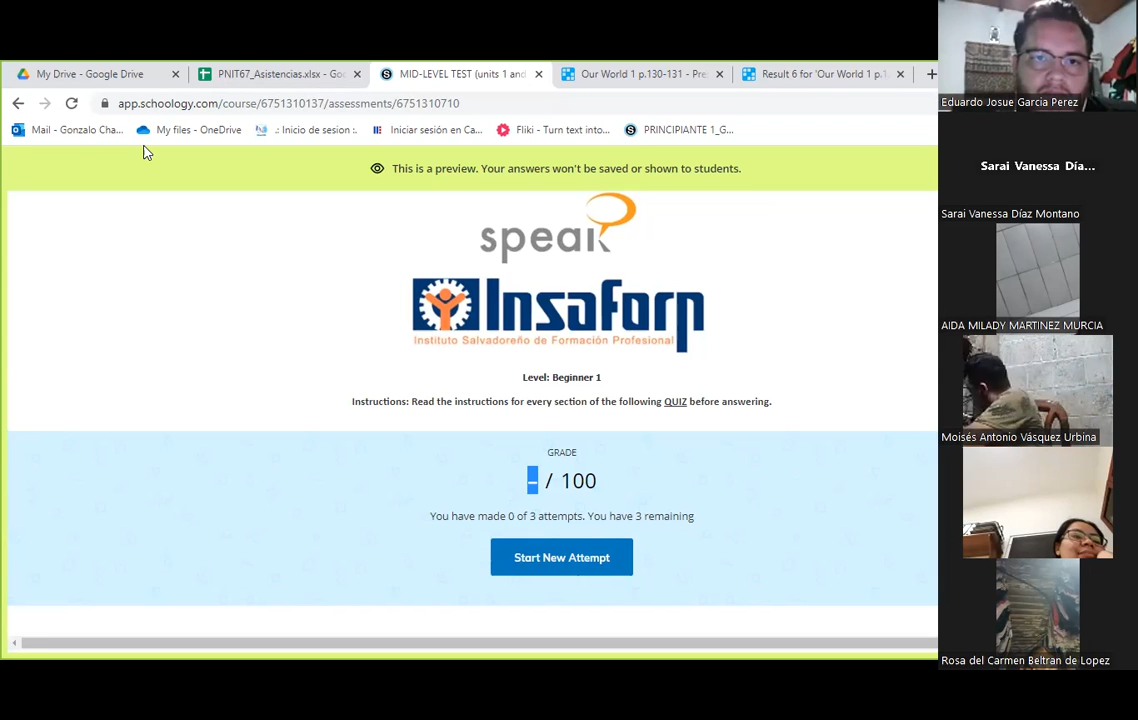 My Drive - Google Drive
PNIT67_Asistencias.xlsx - Goo
MID-LEVEL TEST (units 1 and
Our World 1 p.130-131 - Pre
Result 6 for 'Our World 1 p.1
app.schoology.com/course/6751310137/assessments/6751310710
Mail - Gonzalo Cha...
My files - OneDrive
.: Inicio de sesion :.
Iniciar sesión en Ca...
Fliki - Turn text into...
PRINCIPIANTE 1_G...
This is a preview. Your answers won't be saved or shown to students.
speak
Insaforp
Instituto Salvadoreño de Formación Profesional
Level: Beginner 1
Instructions: Read the instructions for every section of the following QUIZ before answering.
GRADE
– / 100
You have made 0 of 3 attempts. You have 3 remaining
Start New Attempt
Eduardo Josue Garcia Perez
Sarai Vanessa Día...
Sarai Vanessa Díaz Montano
AIDA MILADY MARTINEZ MURCIA
Moisés Antonio Vásquez Urbina
Rosa del Carmen Beltran de Lopez